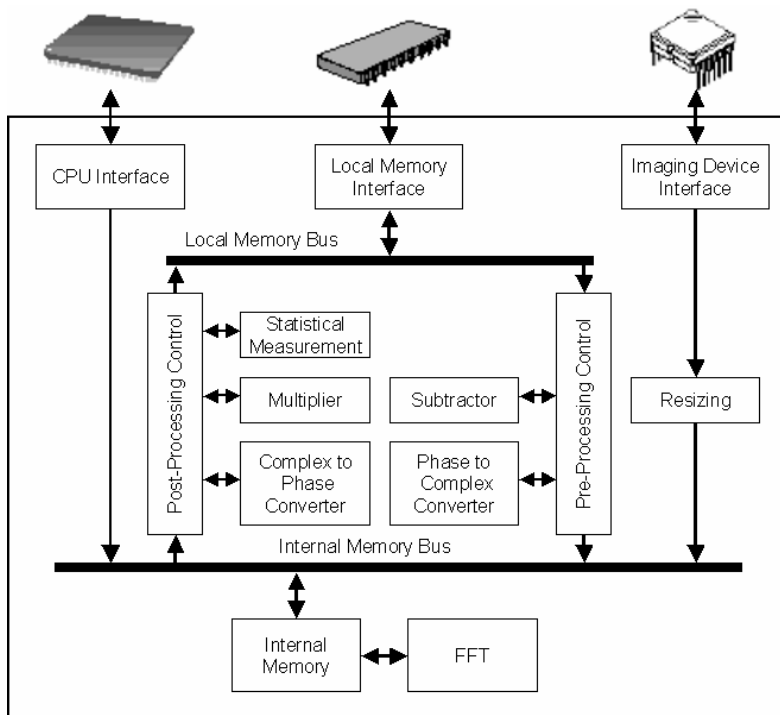 CPU Interface
Local Memory
Interface
Imaging Device
Interface
Local Memory Bus
Post-Processing Control
Statistical
Measurement
Multiplier
Complex to
Phase
Converter
Subtractor
Phase to
Complex
Converter
Pre-Processing Control
Resizing
Internal Memory Bus
Internal
Memory
FFT